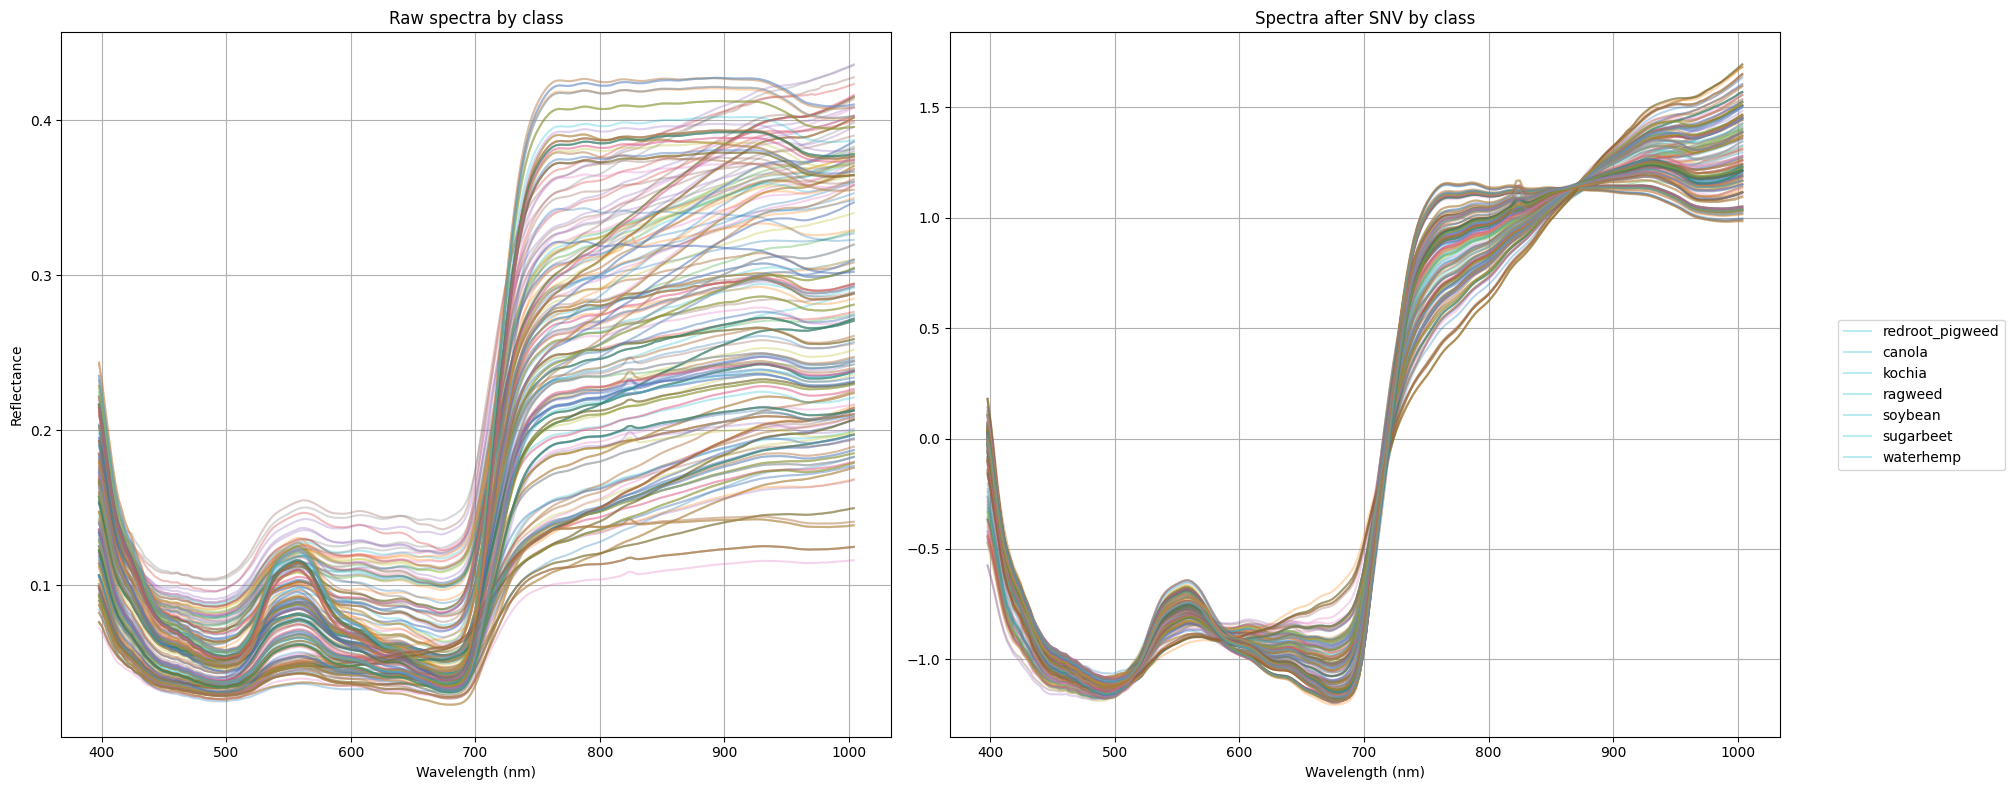 Raw spectra by class
Reflectance
0.4
0.3
0.2
0.1
400 500 600 700 800 900 1000
Wavelength (nm)
Spectra after SNV by class
1.5
1.0
0.5
0.0
−0.5
−1.0
400 500 600 700 800 900 1000
Wavelength (nm)
redroot_pigweed
canola
kochia
ragweed
soybean
sugarbeet
waterhemp